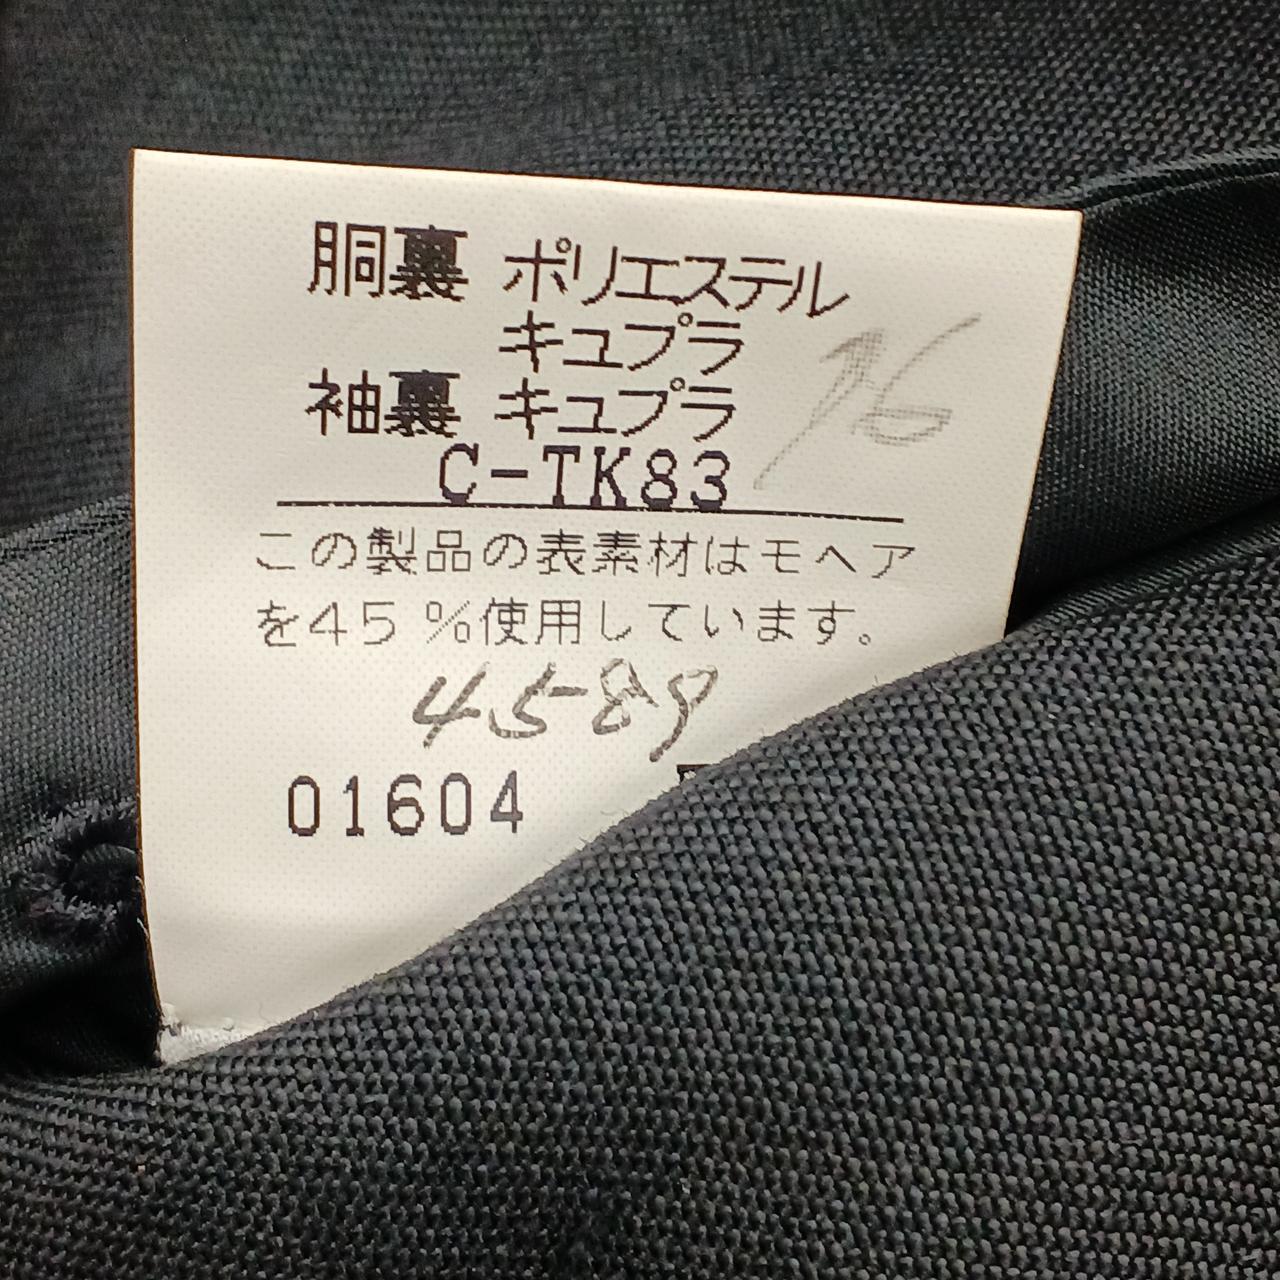 胴裏 ポリエステル
キュプラ
袖裏 キュプラ
C-TK83
この製品の表素材はモヘア
を45%使用しています。
4589
01604